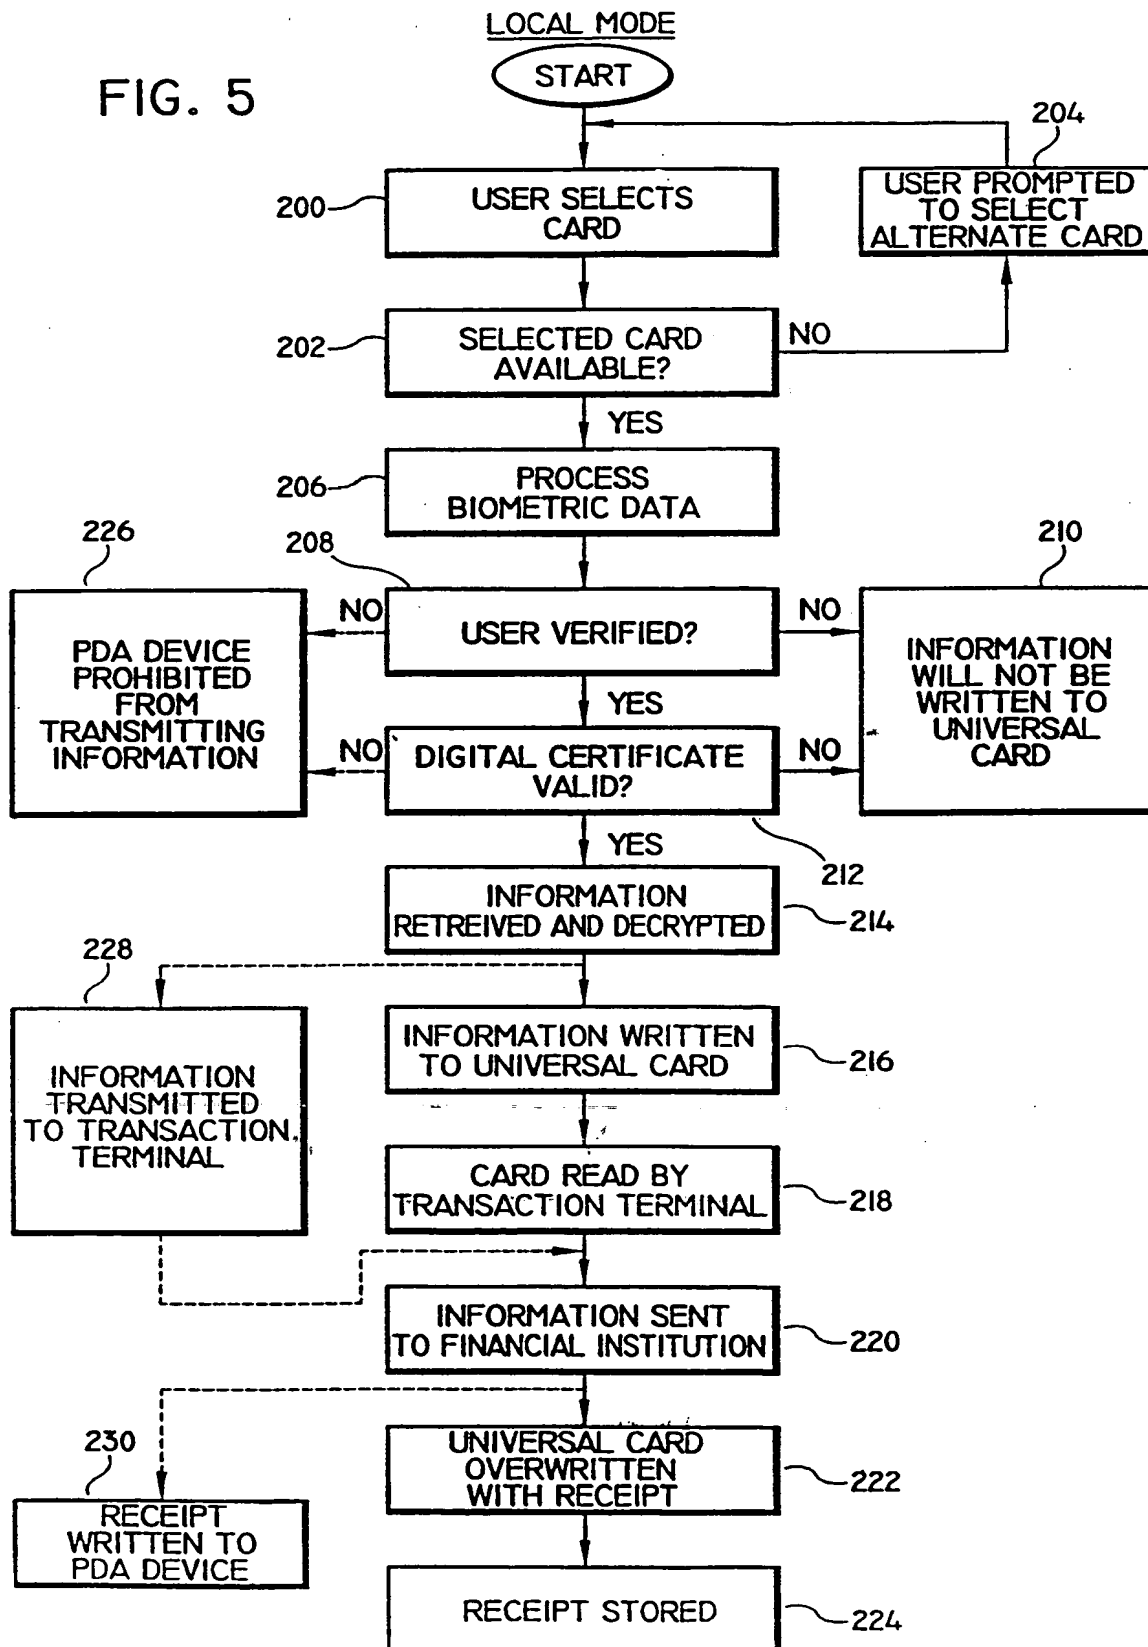 LOCAL MODE
FIG. 5
START
204
200
USER SELECTS
CARD
USER PROMPTED
TO SELECT
ALTERNATE CARD
202
SELECTED CARD
AVAILABLE?
NO
YES
206
PROCESS
BIOMETRIC DATA
226
208
210
NO
USER VERIFIED?
NO
PDA DEVICE
PROHIBITED
FROM
TRANSMITTING
INFORMATION
INFORMATION
WILL NOT BE
WRITTEN TO
UNIVERSAL
CARD
YES
NO
DIGITAL CERTIFICATE
VALID?
NO
YES
212
INFORMATION
RETREIVED AND DECRYPTED
214
228
INFORMATION WRITTEN
TO UNIVERSAL CARD
216
INFORMATION
TRANSMITTED
TO TRANSACTION.
TERMINAL
CARD READ BY
TRANSACTION TERMINAL
218
INFORMATION SENT
TO FINANCIAL INSTITUTION
220
230
UNIVERSAL CARD
OVERWRITTEN
WITH RECEIPT
222
RECEIPT
WRITTEN TO
PDA DEVICE
RECEIPT STORED
224